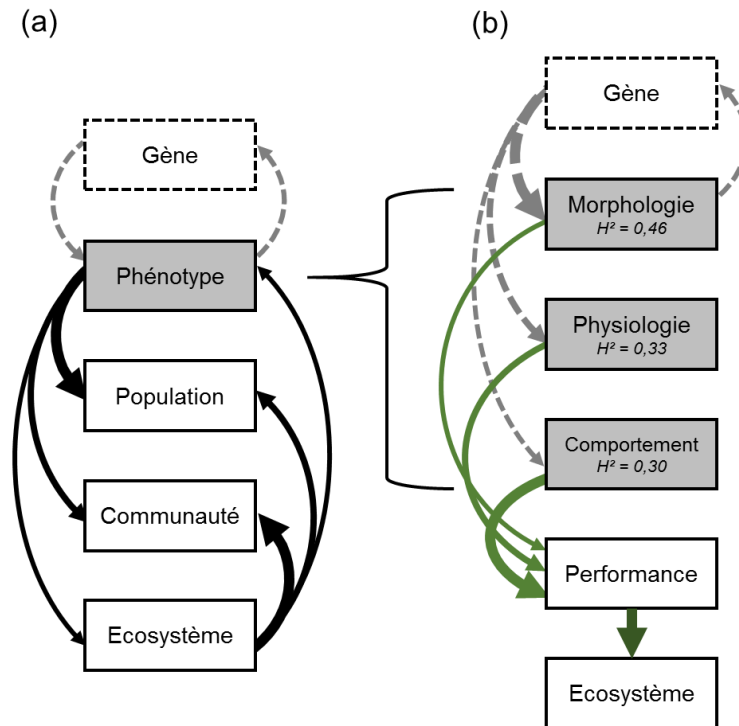 (a)
Gène
Phénotype
Population
Communauté
Ecosystème
(b)
Gène
Morphologie
H² = 0,46
Physiologie
H² = 0,33
Comportement
H² = 0,30
Performance
Ecosystème